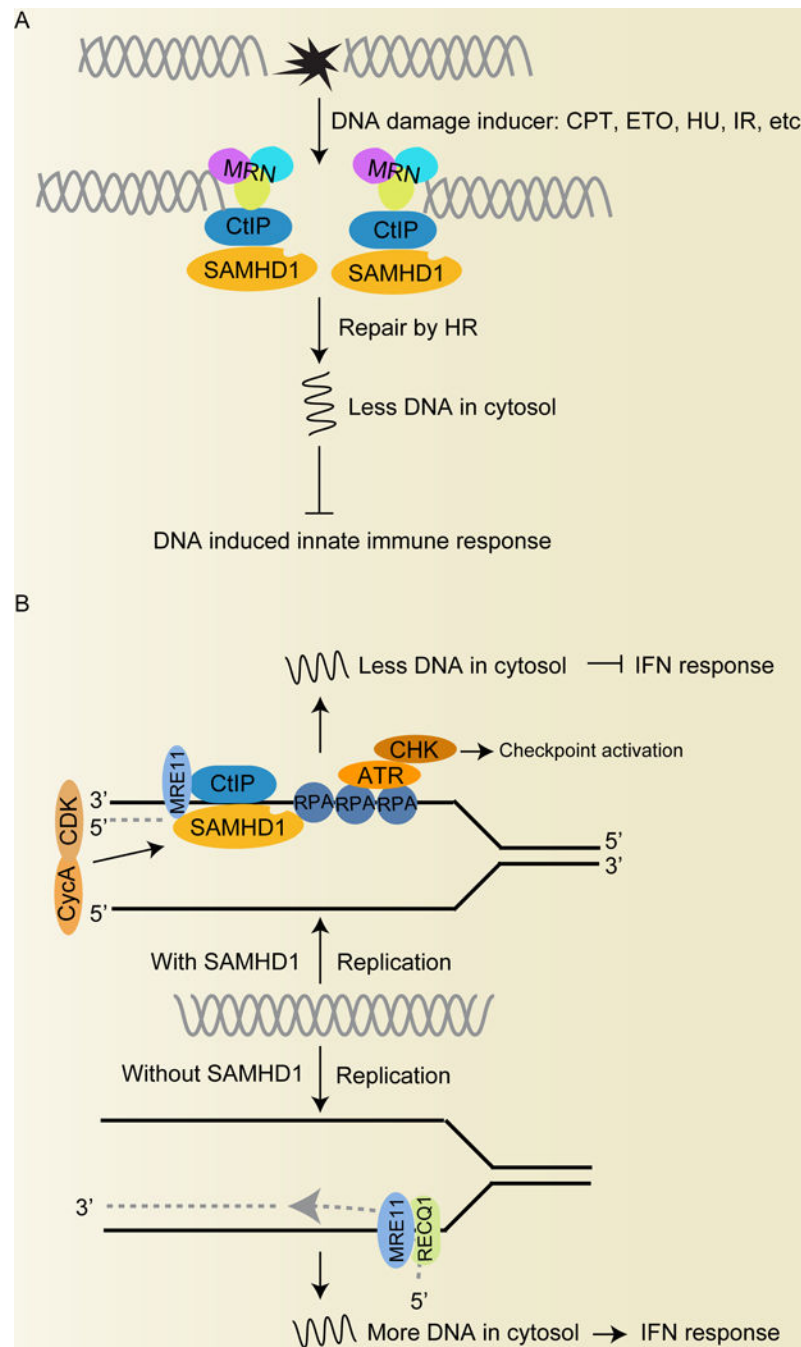 A
DNA damage inducer: CPT, ETO, HU, IR, etc
MRN MRN
CtIP CtIP
SAMHD1 SAMHD1
Repair by HR
Less DNA in cytosol
DNA induced innate immune response
B
Less DNA in cytosol IFN response
CHK Checkpoint activation
ATR
MRE11 CtIP
3' RPA RPA RPA
CDK 5' SAMHD1
5'
3'
CycA 5'
With SAMHD1 Replication
Without SAMHD1 Replication
3'
MRE11 RECQ1
5'
More DNA in cytosol IFN response